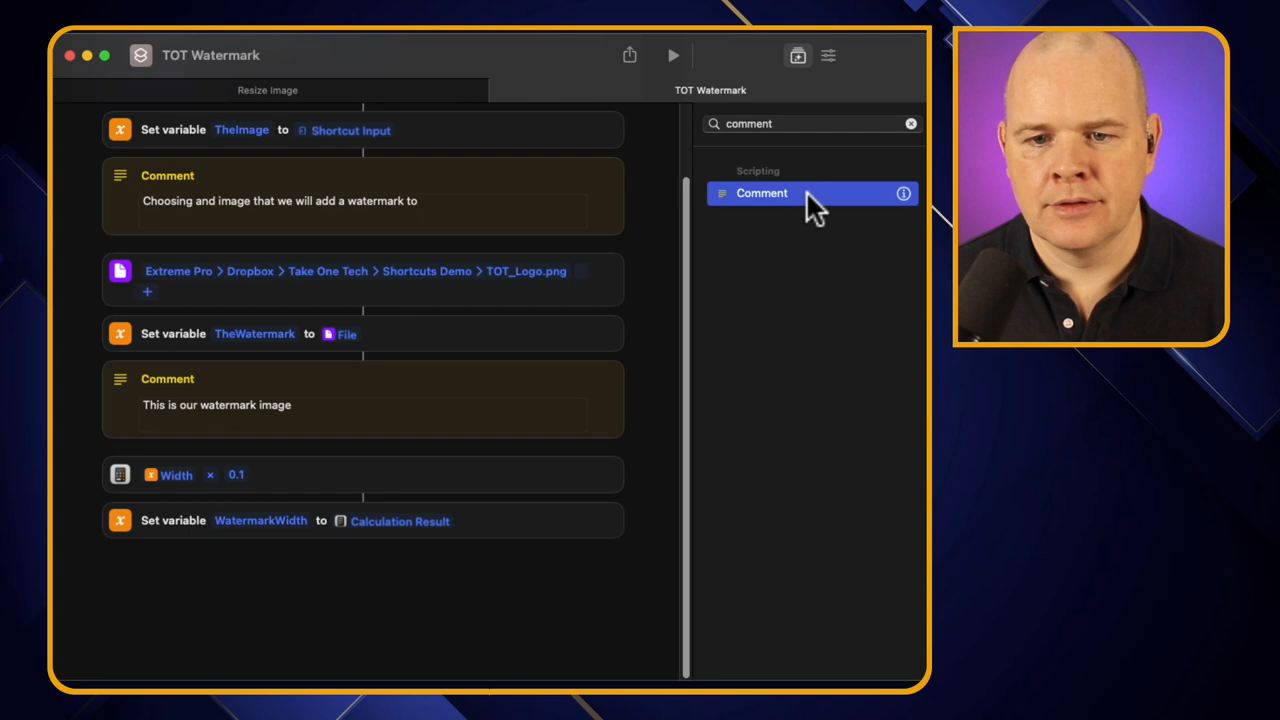 TOT Watermark
Resize Image
TOT Watermark
Set variable TheImage to Shortcut Input
Comment
Choosing and image that we will add a watermark to
Extreme Pro > Dropbox > Take One Tech > Shortcuts Demo > TOT_Logo.png
+
Set variable TheWatermark to File
Comment
This is our watermark image
Width × 0.1
Set variable WatermarkWidth to Calculation Result
comment
Scripting
Comment